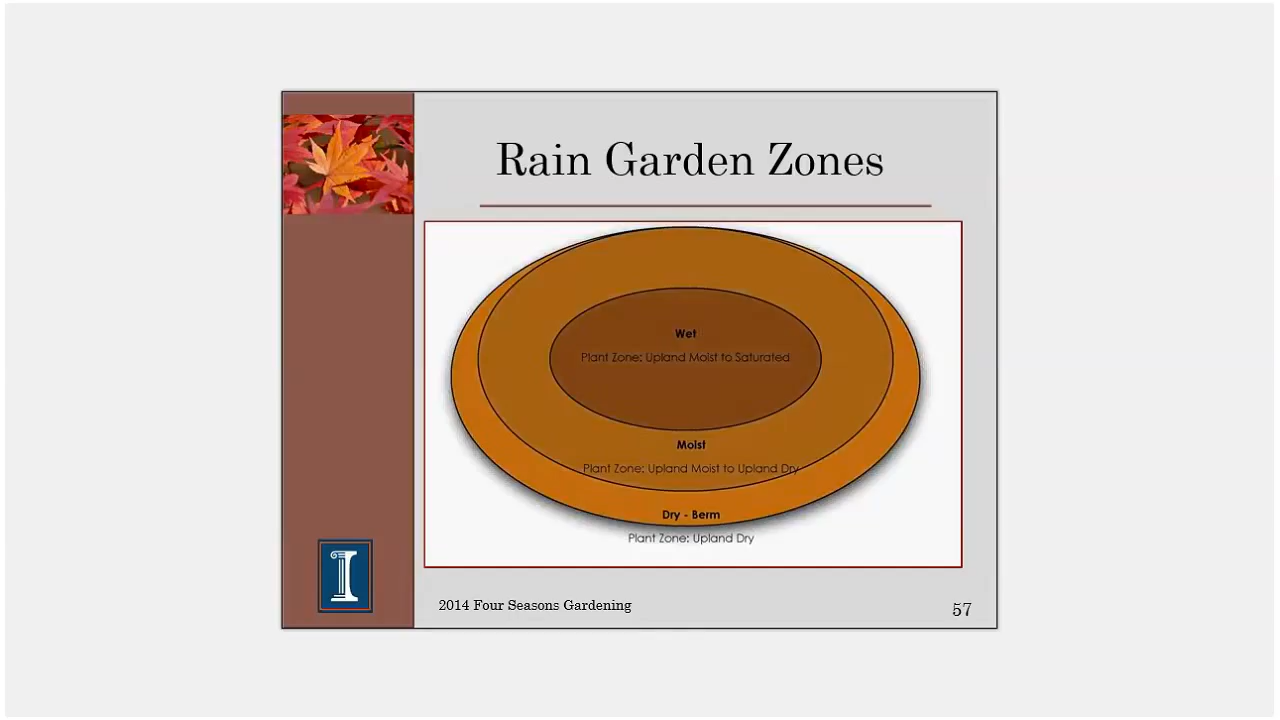 Rain Garden Zones
Wet
Plant Zone: Upland Moist to Saturated
Moist
Plant Zone: Upland Moist to Upland Dry
Dry - Berm
Plant Zone: Upland Dry
I
2014 Four Seasons Gardening
57